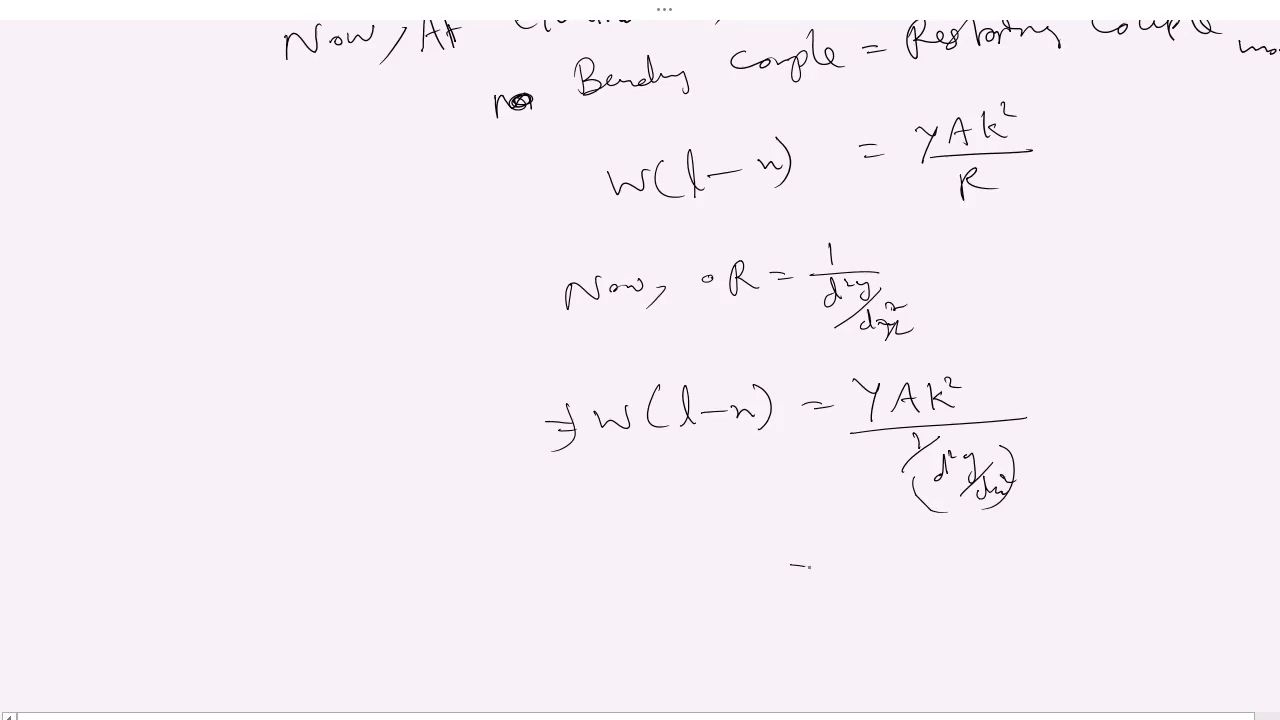 Now, At
Bending couple = Restoring couple
W(l-x) = YAk²/R
Now, R = 1/(d²y/dx²)
⇒ W(l-x) = YAk²/(1/(d²y/dx²))